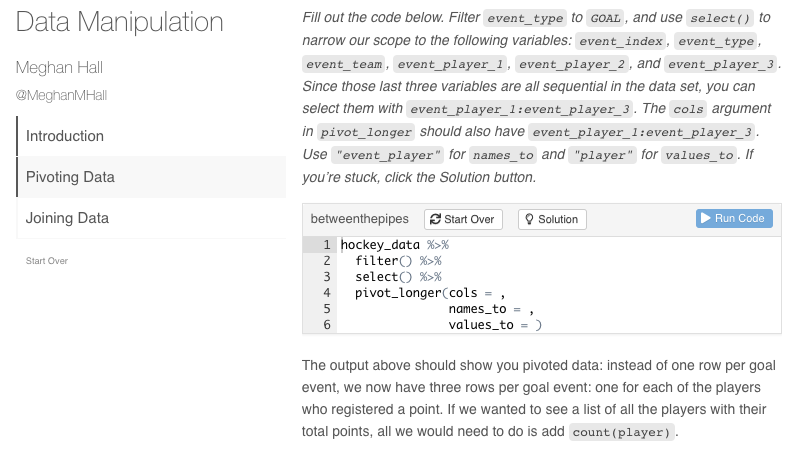 Data Manipulation
Meghan Hall
@MeghanMHall
Introduction
Pivoting Data
Joining Data
Start Over
Fill out the code below. Filter event_type to GOAL, and use select() to
narrow our scope to the following variables: event_index, event_type,
event_team, event_player_1, event_player_2, and event_player_3.
Since those last three variables are all sequential in the data set, you can
select them with event_player_1:event_player_3. The cols argument
in pivot_longer should also have event_player_1:event_player_3.
Use "event_player" for names_to and "player" for values_to. If
you're stuck, click the Solution button.
betweenthepipes Start Over Solution Run Code
1 hockey_data %>%
2 filter() %>%
3 select() %>%
4 pivot_longer(cols = ,
5 names_to = ,
6 values_to = )
The output above should show you pivoted data: instead of one row per goal
event, we now have three rows per goal event: one for each of the players
who registered a point. If we wanted to see a list of all the players with their
total points, all we would need to do is add count(player).